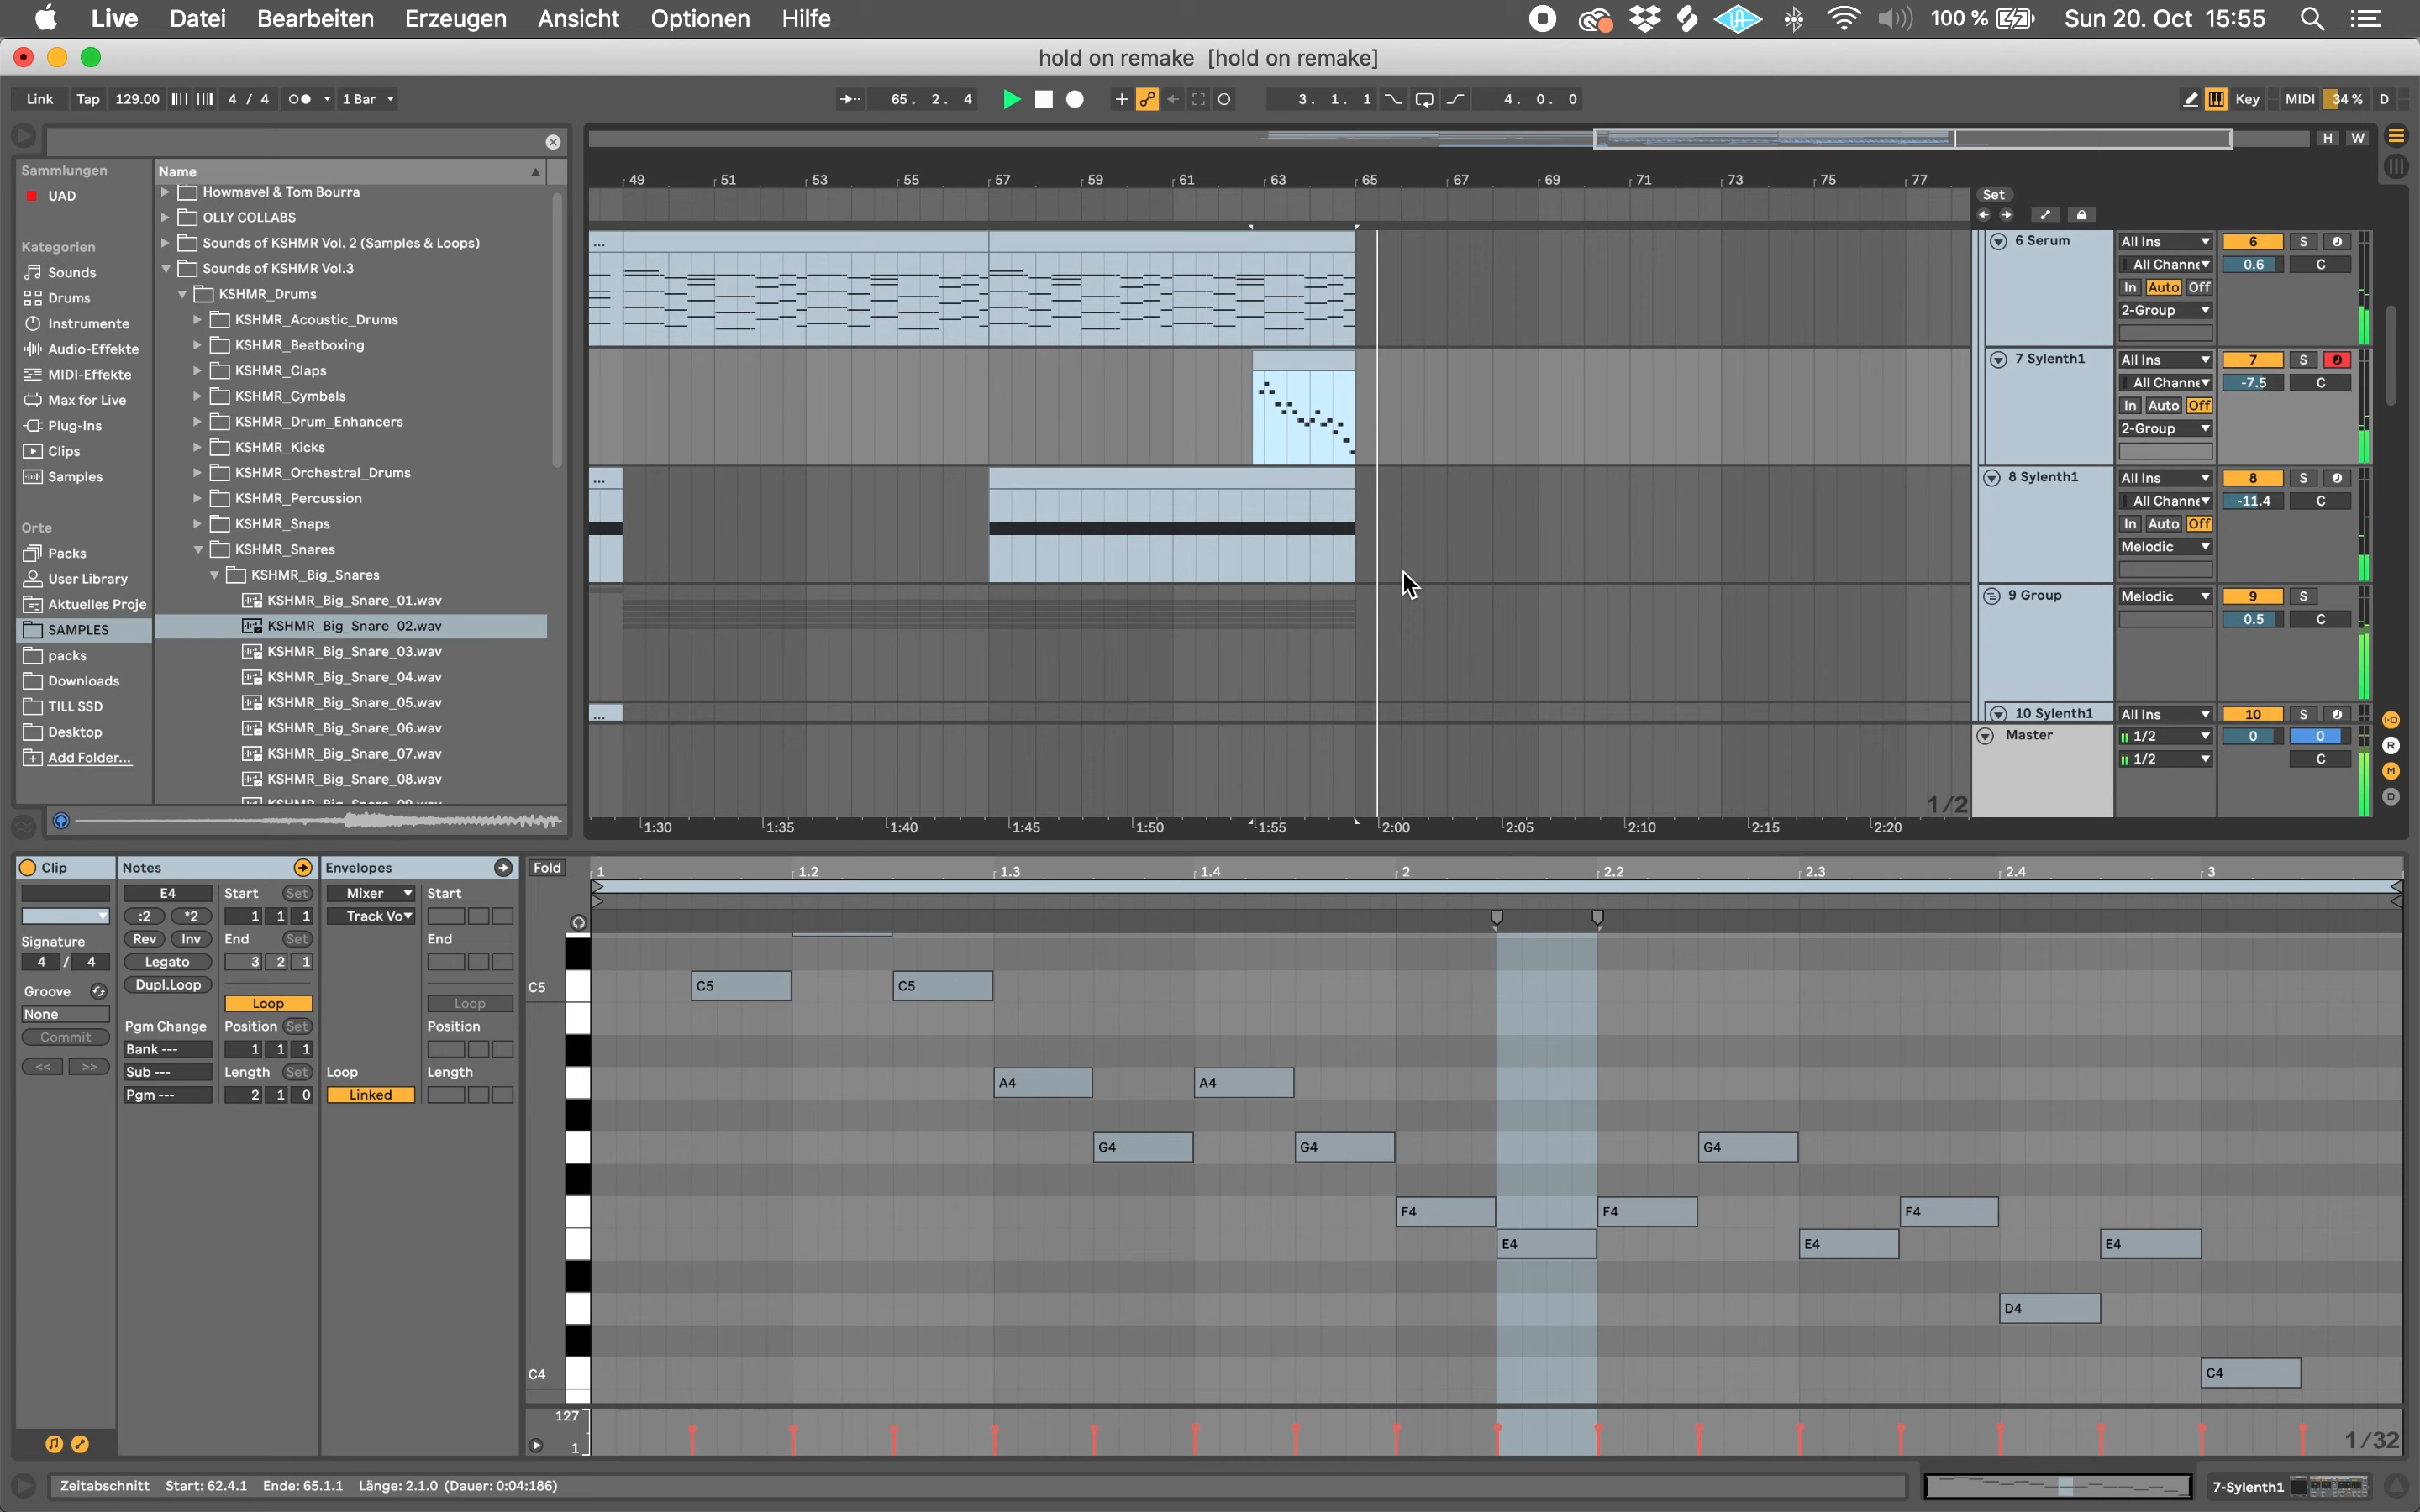 Live Datei Bearbeiten Erzeugen Ansicht Optionen Hilfe 100 % Sun 20. Oct 15:55
hold on remake [hold on remake]
Link Tap 129.00 4 / 4 1 Bar 65. 2. 4 3. 1. 1 4. 0. 0 Key MIDI 34 % D
H W
Sammlungen
UAD
Kategorien
Sounds
Drums
Instrumente
Audio-Effekte
MIDI-Effekte
Max for Live
Plug-Ins
Clips
Samples
Orte
Packs
User Library
Aktuelles Proje
SAMPLES
packs
Downloads
TILL SSD
Desktop
Add Folder...
Name
Howmavel & Tom Bourra
OLLY COLLABS
Sounds of KSHMR Vol. 2 (Samples & Loops)
Sounds of KSHMR Vol.3
KSHMR_Drums
KSHMR_Acoustic_Drums
KSHMR_Beatboxing
KSHMR_Claps
KSHMR_Cymbals
KSHMR_Drum_Enhancers
KSHMR_Kicks
KSHMR_Orchestral_Drums
KSHMR_Percussion
KSHMR_Snaps
KSHMR_Snares
KSHMR_Big_Snares
KSHMR_Big_Snare_01.wav
KSHMR_Big_Snare_02.wav
KSHMR_Big_Snare_03.wav
KSHMR_Big_Snare_04.wav
KSHMR_Big_Snare_05.wav
KSHMR_Big_Snare_06.wav
KSHMR_Big_Snare_07.wav
KSHMR_Big_Snare_08.wav
49 51 53 55 57 59 61 63 65 67 69 71 73 75 77
Set
...
6 Serum All Ins 6 S
All Channe 0.6 C
In Auto Off
2-Group
7 Sylenth1 All Ins 7 S
All Channe -7.5 C
In Auto Off
2-Group
...
8 Sylenth1 All Ins 8 S
All Channe -11.4 C
In Auto Off
Melodic
9 Group Melodic 9 S
0.5 C
...
10 Sylenth1 All Ins 10 S
Master 1/2 0 0
1/2 C
I·O
R
M
D
1/2
1:30 1:35 1:40 1:45 1:50 1:55 2:00 2:05 2:10 2:15 2:20
Clip
Signature
4 / 4
Groove
None
Commit
<< >>
Notes
E4
:2 *2
Rev Inv
Legato
Dupl.Loop
Pgm Change
Bank ---
Sub ---
Pgm ---
Start Set
1 1 1
End Set
3 2 1
Loop
Position Set
1 1 1
Length Set
2 1 0
Envelopes
Mixer
Track Vo
Loop
Linked
Start
End
Loop
Position
Length
Fold 1 1.2 1.3 1.4 2 2.2 2.3 2.4 3
C5 C5 C5
A4 A4
G4 G4 G4
F4 F4 F4
E4 E4 E4
D4
C4 C4
127
1
1/32
Zeitabschnitt Start: 62.4.1 Ende: 65.1.1 Länge: 2.1.0 (Dauer: 0:04:186)
7-Sylenth1